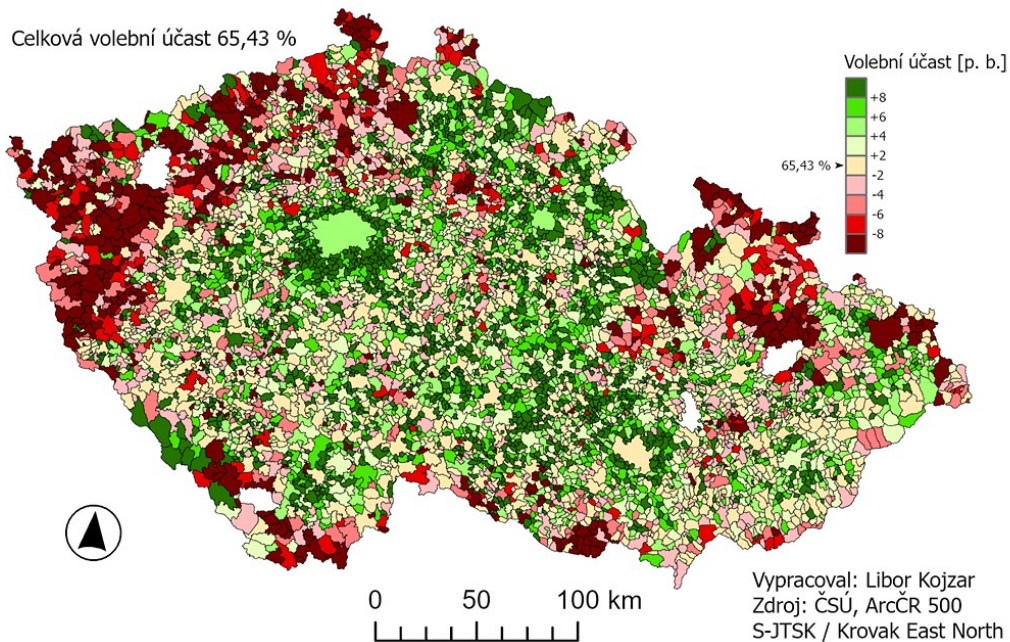 Celková volební účast 65,43 %
Volební účast [p. b.]
+8
+6
+4
+2
65,43 %
-2
-4
-6
-8
0 50 100 km
Vypracoval: Libor Kojzar
Zdroj: ČSÚ, ArcČR 500
S-JTSK / Krovak East North